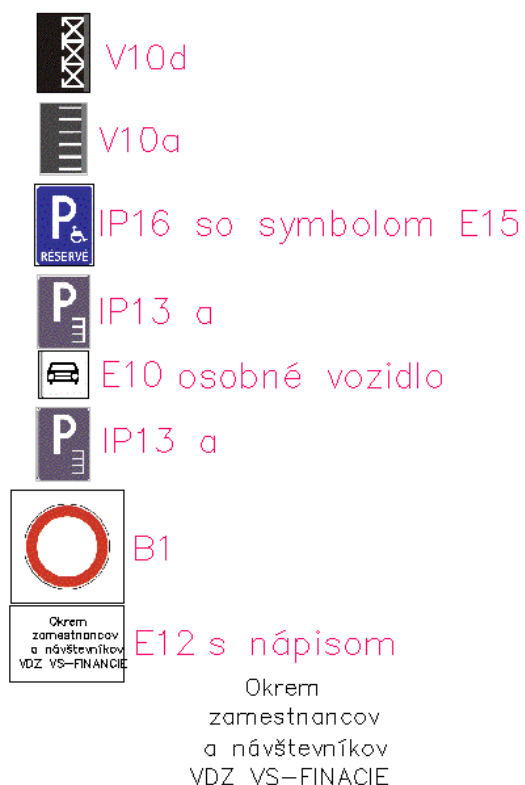 V10d
V10a
P
RÉSERVÉ
IP16 so symbolom E15
P
IP13 a
E10 osobné vozidlo
P
IP13 a
B1
Okrem
zamestnancov
a návštevníkov
VDZ VS-FINANCIE
E12 s nápisom
Okrem
zamestnancov
a návštevníkov
VDZ VS-FINACIE